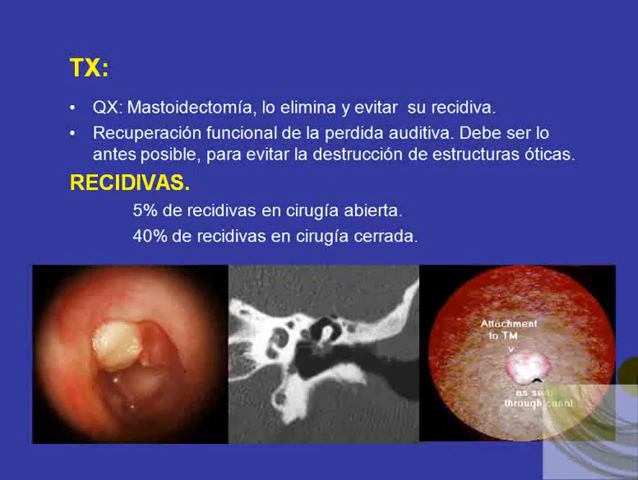 TX:
• QX: Mastoidectomía, lo elimina y evitar su recidiva.
• Recuperación funcional de la perdida auditiva. Debe ser lo
antes posible, para evitar la destrucción de estructuras óticas.
RECIDIVAS.
5% de recidivas en cirugía abierta.
40% de recidivas en cirugía cerrada.
Attachment
to TM
as seen
through canal